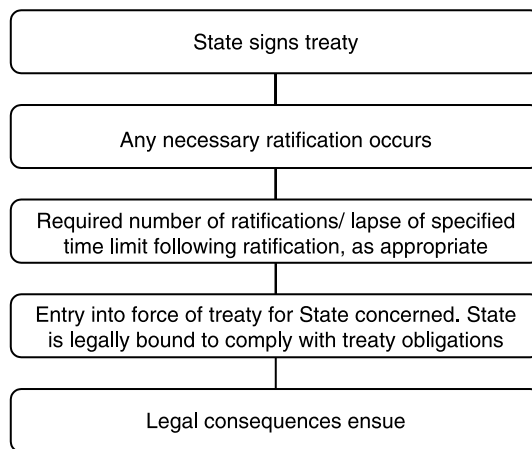 State signs treaty
Any necessary ratification occurs
Required number of ratifications/ lapse of specified
time limit following ratification, as appropriate
Entry into force of treaty for State concerned. State
is legally bound to comply with treaty obligations
Legal consequences ensue